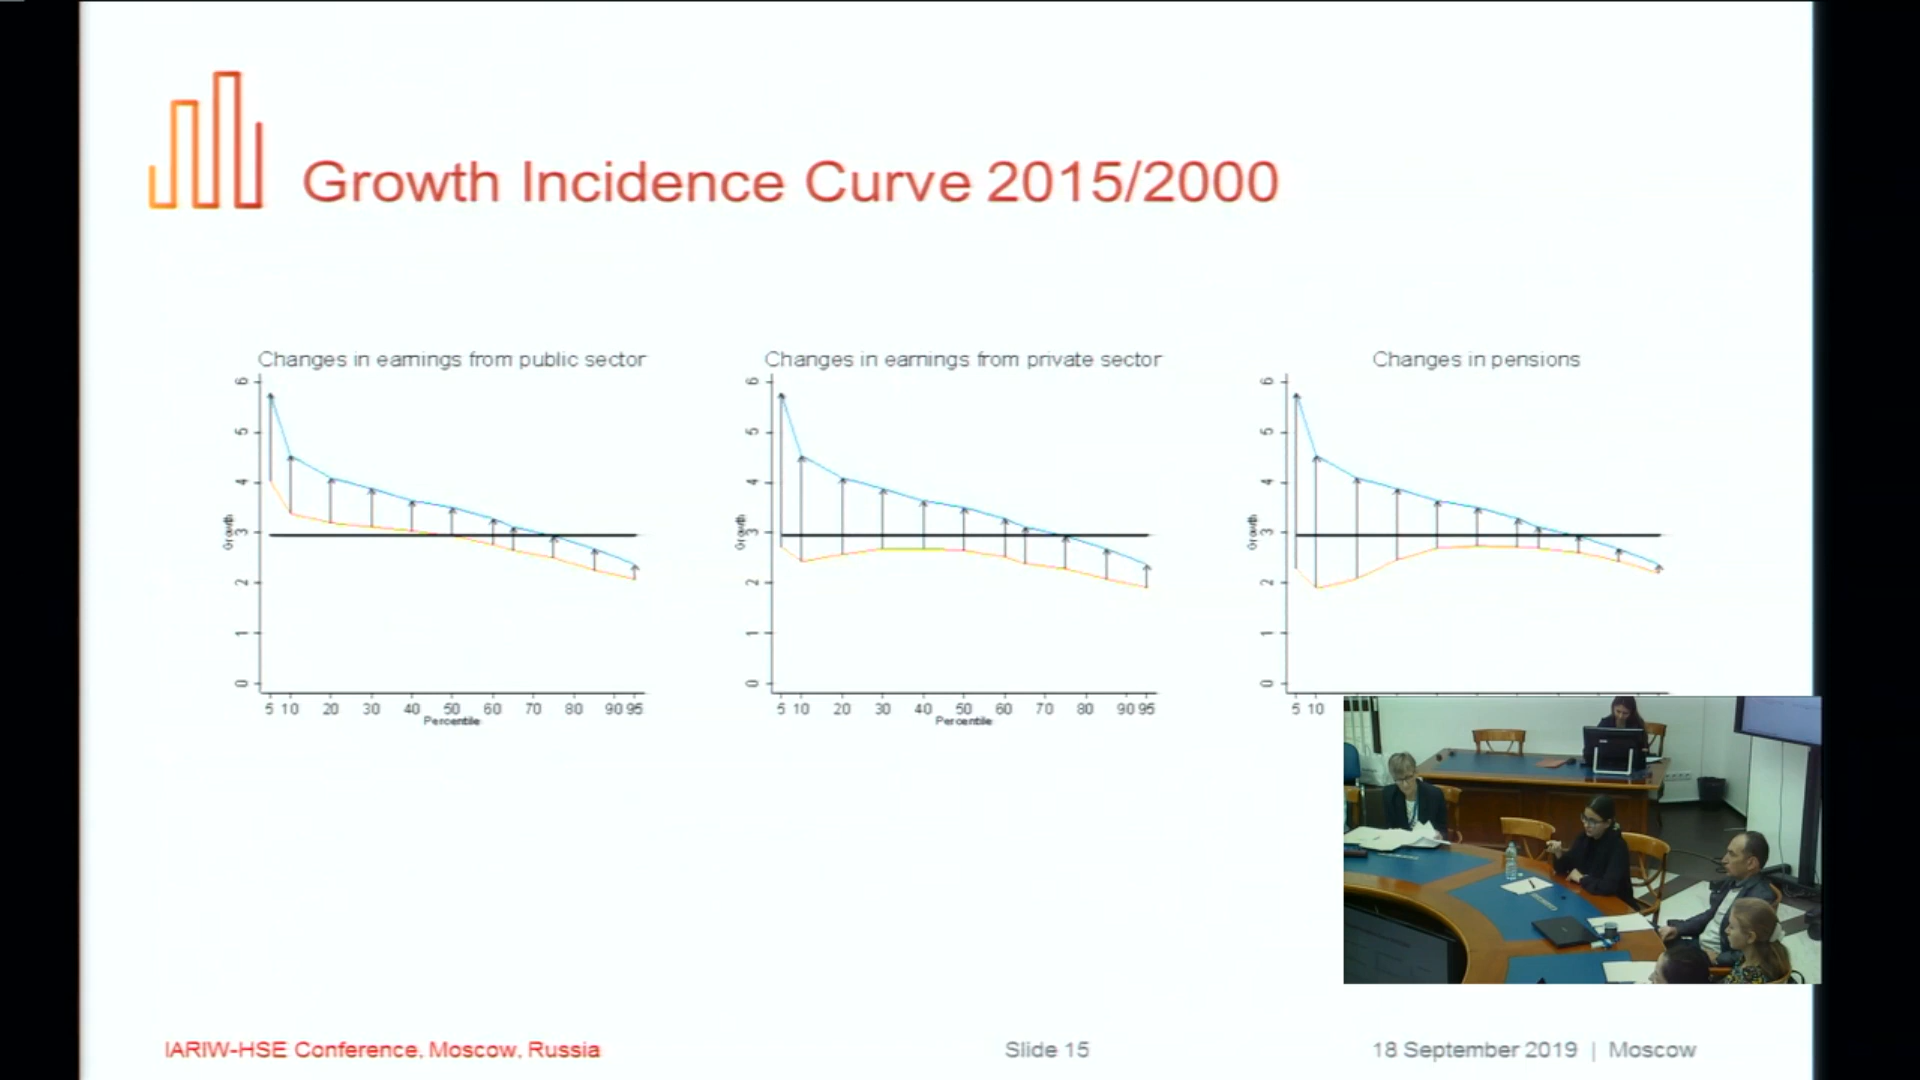 Growth Incidence Curve 2015/2000
Changes in earnings from public sector
6
5
4
3
2
1
0
Growth
5 10 20 30 40 50 60 70 80 90 95
Percentile
Changes in earnings from private sector
6
5
4
3
2
1
0
Growth
5 10 20 30 40 50 60 70 80 90 95
Percentile
Changes in pensions
6
5
4
3
2
1
0
Growth
5 10
IARIW-HSE Conference, Moscow, Russia
Slide 15
18 September 2019 | Moscow